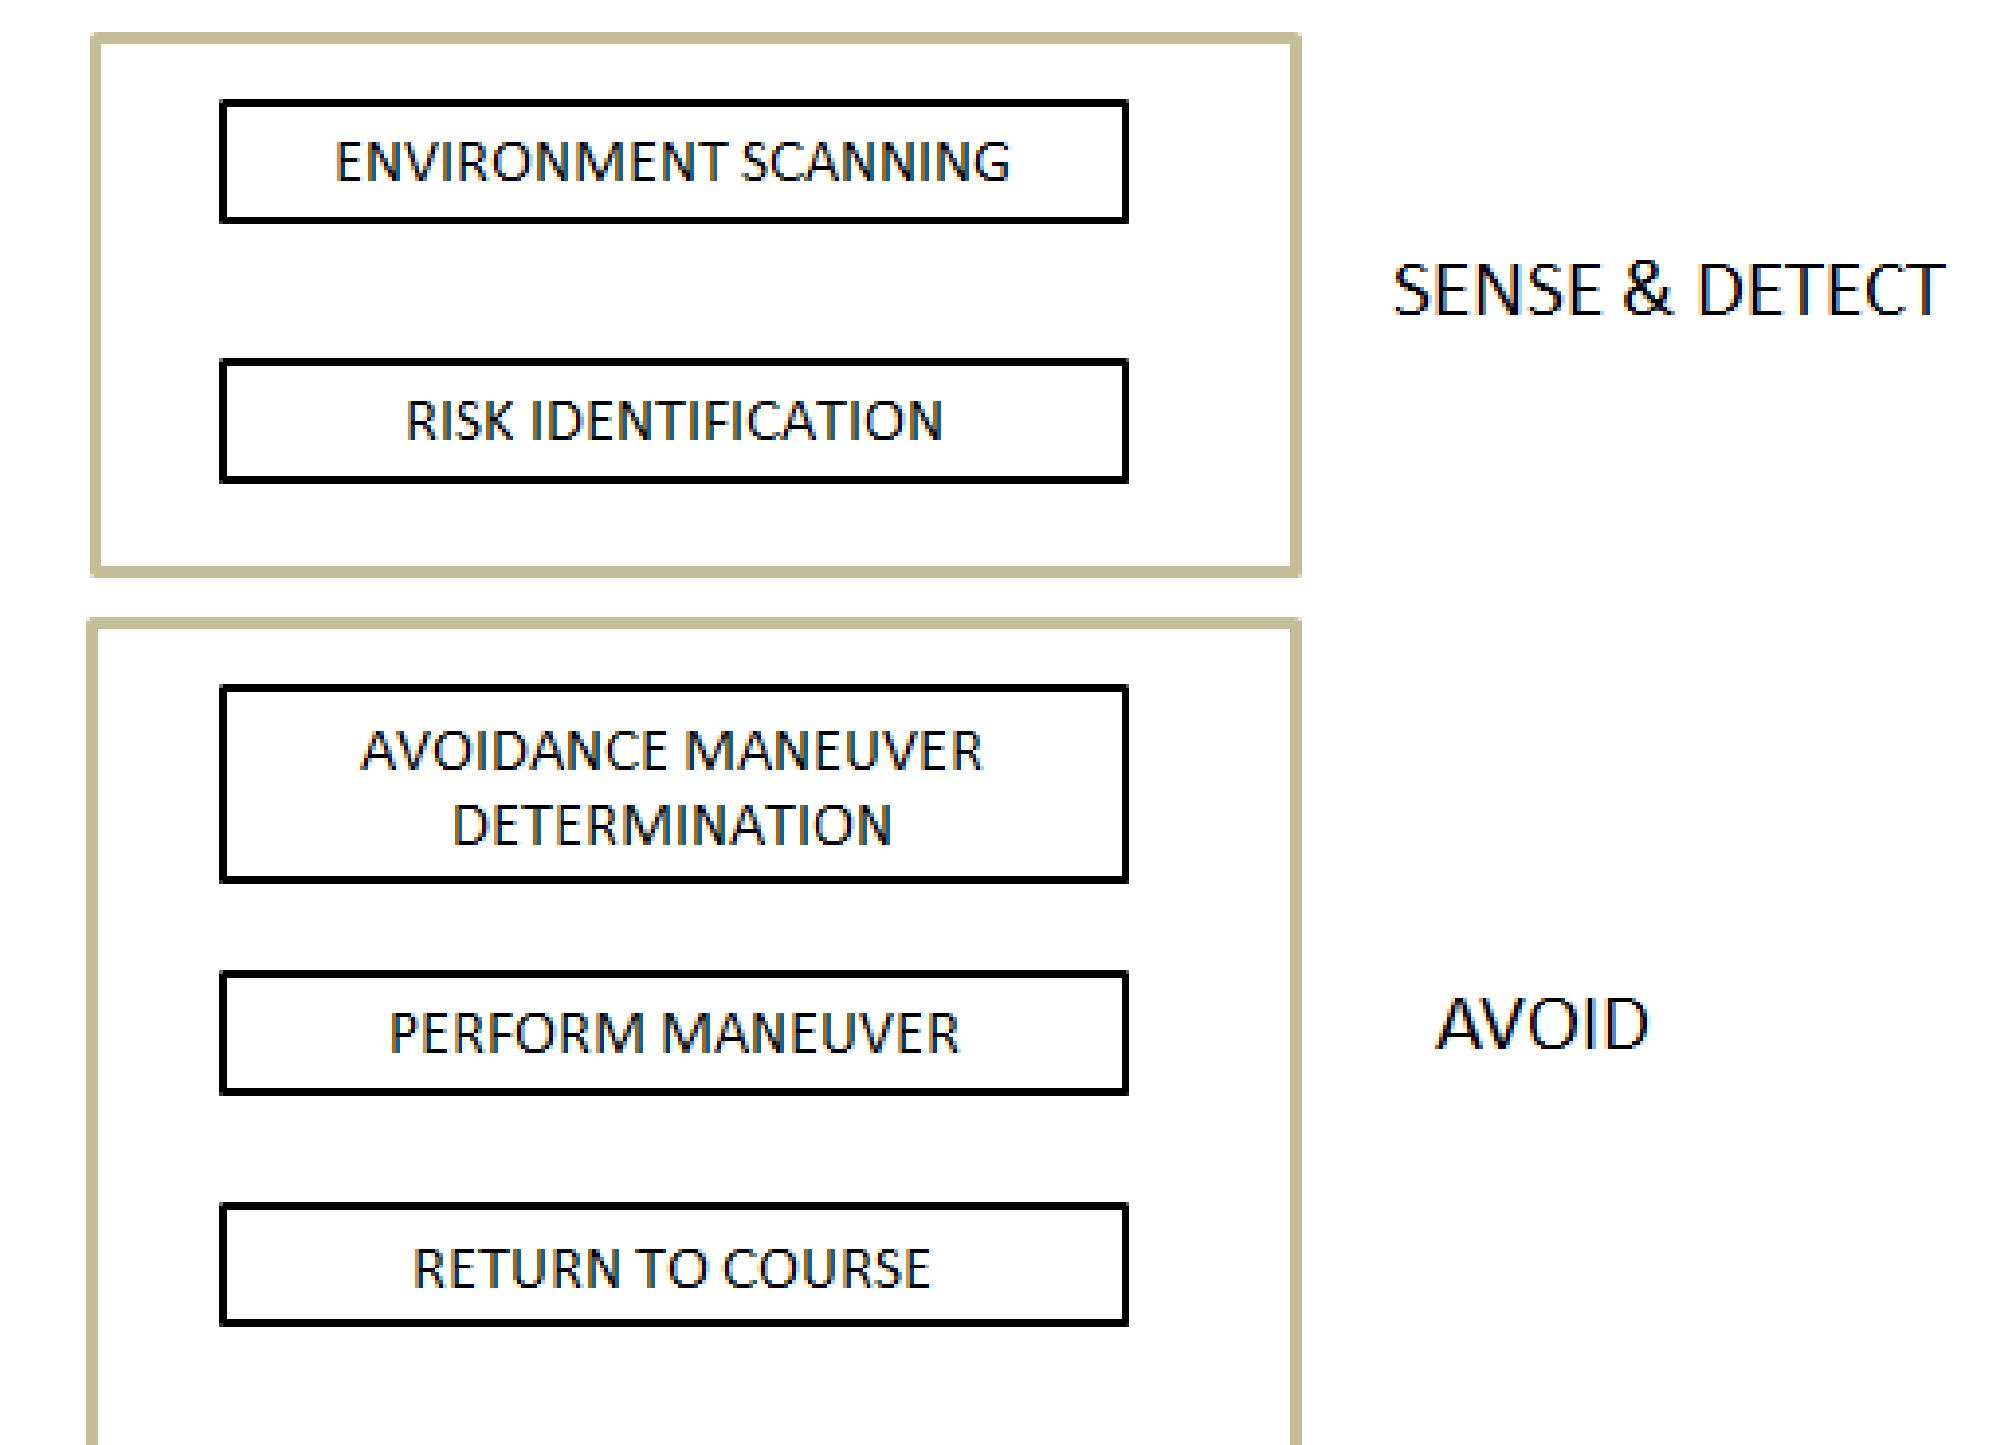 ENVIRONMENT SCANNING
SENSE & DETECT
RISK IDENTIFICATION
AVOIDANCE MANEUVER
DETERMINATION
PERFORM MANEUVER
AVOID
RETURN TO COURSE